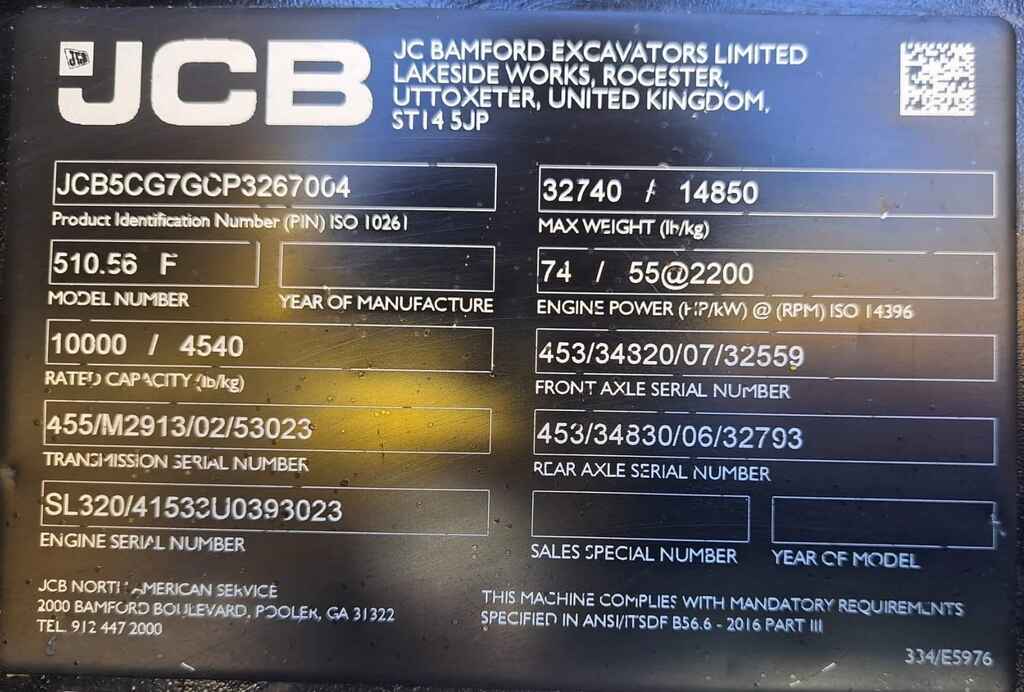 JCB
JC BAMFORD EXCAVATORS LIMITED
LAKESIDE WORKS, ROCESTER,
UTTOXETER, UNITED KINGDOM,
ST14 5JP
JCB5CG7GCP3267004
Product Identification Number (PIN) ISO 10261
510.56 F
MODEL NUMBER
YEAR OF MANUFACTURE
10000 / 4540
RATED CAPACITY (lb/kg)
455/M2913/02/53023
TRANSMISSION SERIAL NUMBER
SL320/41533U0393023
ENGINE SERIAL NUMBER
32740 / 14850
MAX WEIGHT (lb/kg)
74 / 55@2200
ENGINE POWER (HP/kW) @ (RPM) ISO 14396
453/34820/07/32559
FRONT AXLE SERIAL NUMBER
453/34830/06/32793
REAR AXLE SERIAL NUMBER
SALES SPECIAL NUMBER
YEAR OF MODEL
JCB NORTH AMERICAN SERVICE
2000 BAMFORD BOULEVARD, POOLER, GA 31322
TEL. 912 447 2000
THIS MACHINE COMPLIES WITH MANDATORY REQUIREMENTS
SPECIFIED IN ANSI/ITSDF B56.6 - 2016 PART III
334/E5976